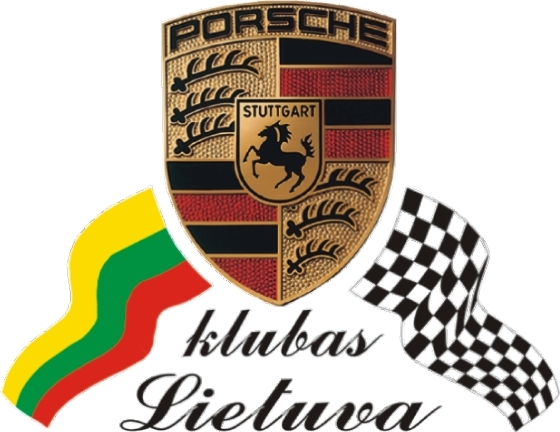 PORSCHE
STUTTGART
klubas
Lietuva